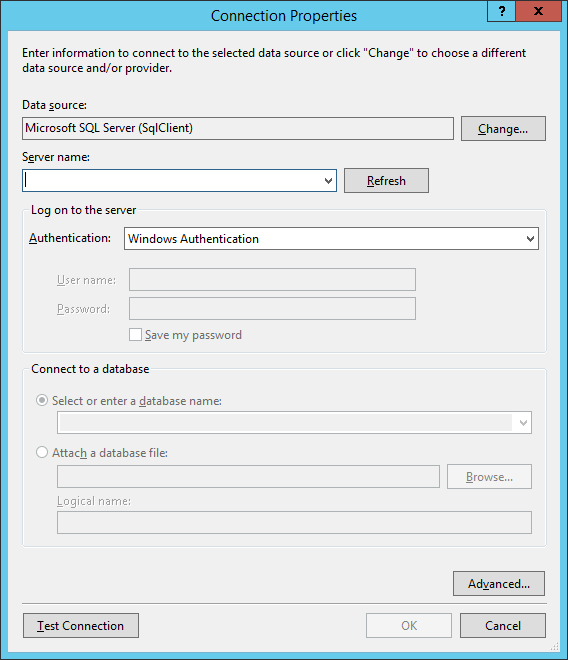 Connection Properties
?
x
Enter information to connect to the selected data source or click "Change" to choose a different
data source and/or provider.
Data source:
Microsoft SQL Server (SqlClient)
Change...
Server name:
Refresh
Log on to the server
Authentication:
Windows Authentication
User name:
Password:
Save my password
Connect to a database
Select or enter a database name:
Attach a database file:
Browse...
Logical name:
Advanced...
Test Connection
OK
Cancel